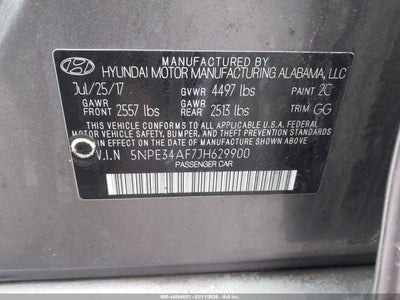 MANUFACTURED BY
HYUNDAI MOTOR MANUFACTURING ALABAMA, LLC
Jul/25/17 GVWR 4497 lbs PAINT 2C
GAWR FRONT 2557 lbs GAWR REAR 2513 lbs TRIM GG
THIS VEHICLE CONFORMS TO ALL APPLICABLE U.S. FEDERAL
MOTOR VEHICLE SAFETY, BUMPER, AND THEFT PREVENTION
STANDARDS IN EFFECT ON THE DATE OF MANUFACTURE
SHOWN ABOVE.
V.I.N 5NPE34AF7JH629900
PASSENGER CAR